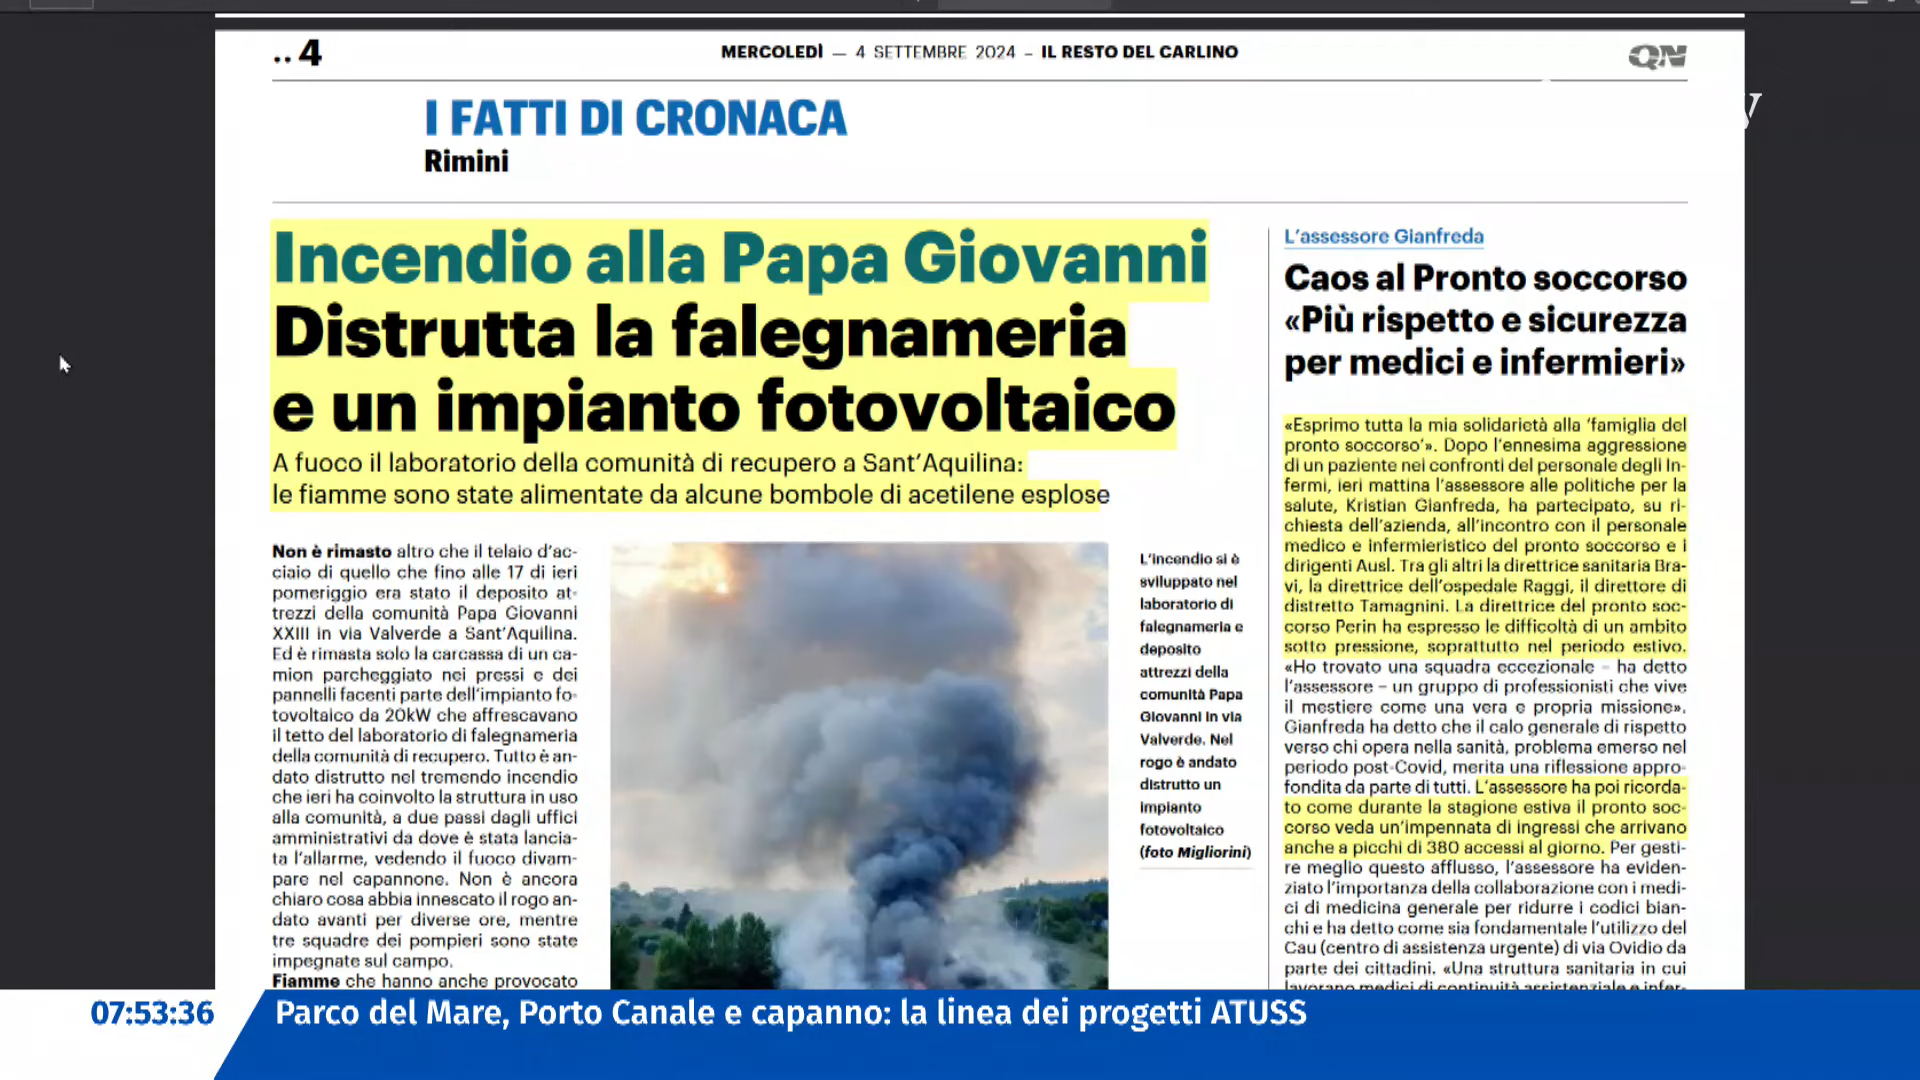 .. 4
MERCOLEDÌ — 4 SETTEMBRE 2024 – IL RESTO DEL CARLINO
QN
I FATTI DI CRONACA
Rimini
Incendio alla Papa Giovanni
Distrutta la falegnameria
e un impianto fotovoltaico
A fuoco il laboratorio della comunità di recupero a Sant'Aquilina:
le fiamme sono state alimentate da alcune bombole di acetilene esplose
Non è rimasto altro che il telaio d'ac-
ciaio di quello che fino alle 17 di ieri
pomeriggio era stato il deposito at-
trezzi della comunità Papa Giovanni
XXIII in via Valverde a Sant'Aquilina.
Ed è rimasta solo la carcassa di un ca-
mion parcheggiato nei pressi e dei
pannelli facenti parte dell'impianto fo-
tovoltaico da 20kW che affrescavano
il tetto del laboratorio di falegnameria
della comunità di recupero. Tutto è an-
dato distrutto nel tremendo incendio
che ieri ha coinvolto la struttura in uso
alla comunità, a due passi dagli uffici
amministrativi da dove è stata lancia-
ta l'allarme, vedendo il fuoco divam-
pare nel capannone. Non è ancora
chiaro cosa abbia innescato il rogo an-
dato avanti per diverse ore, mentre
tre squadre dei pompieri sono state
impegnate sul campo.
Fiamme che hanno anche provocato
L'incendio si è
sviluppato nel
laboratorio di
falegnameria e
deposito
attrezzi della
comunità Papa
Giovanni in via
Valverde. Nel
rogo è andato
distrutto un
impianto
fotovoltaico
(foto Migliorini)
L'assessore Gianfreda
Caos al Pronto soccorso
«Più rispetto e sicurezza
per medici e infermieri»
«Esprimo tutta la mia solidarietà alla 'famiglia del
pronto soccorso'». Dopo l'ennesima aggressione
di un paziente nei confronti del personale degli In-
fermi, ieri mattina l'assessore alle politiche per la
salute, Kristian Gianfreda, ha partecipato, su ri-
chiesta dell'azienda, all'incontro con il personale
medico e infermieristico del pronto soccorso e i
dirigenti Ausl. Tra gli altri la direttrice sanitaria Bra-
vi, la direttrice dell'ospedale Raggi, il direttore di
distretto Tamagnini. La direttrice del pronto soc-
corso Perin ha espresso le difficoltà di un ambito
sotto pressione, soprattutto nel periodo estivo.
«Ho trovato una squadra eccezionale – ha detto
l'assessore – un gruppo di professionisti che vive
il mestiere come una vera e propria missione».
Gianfreda ha detto che il calo generale di rispetto
verso chi opera nella sanità, problema emerso nel
periodo post-Covid, merita una riflessione appro-
fondita da parte di tutti. L'assessore ha poi ricorda-
to come durante la stagione estiva il pronto soc-
corso veda un'impennata di ingressi che arrivano
anche a picchi di 380 accessi al giorno. Per gesti-
re meglio questo afflusso, l'assessore ha eviden-
ziato l'importanza della collaborazione con i medi-
ci di medicina generale per ridurre i codici bian-
chi e ha detto come sia fondamentale l'utilizzo del
Cau (centro di assistenza urgente) di via Ovidio da
parte dei cittadini. «Una struttura sanitaria in cui
lavorano medici di continuità assistenziale e infer-
07:53:36
Parco del Mare, Porto Canale e capanno: la linea dei progetti ATUSS